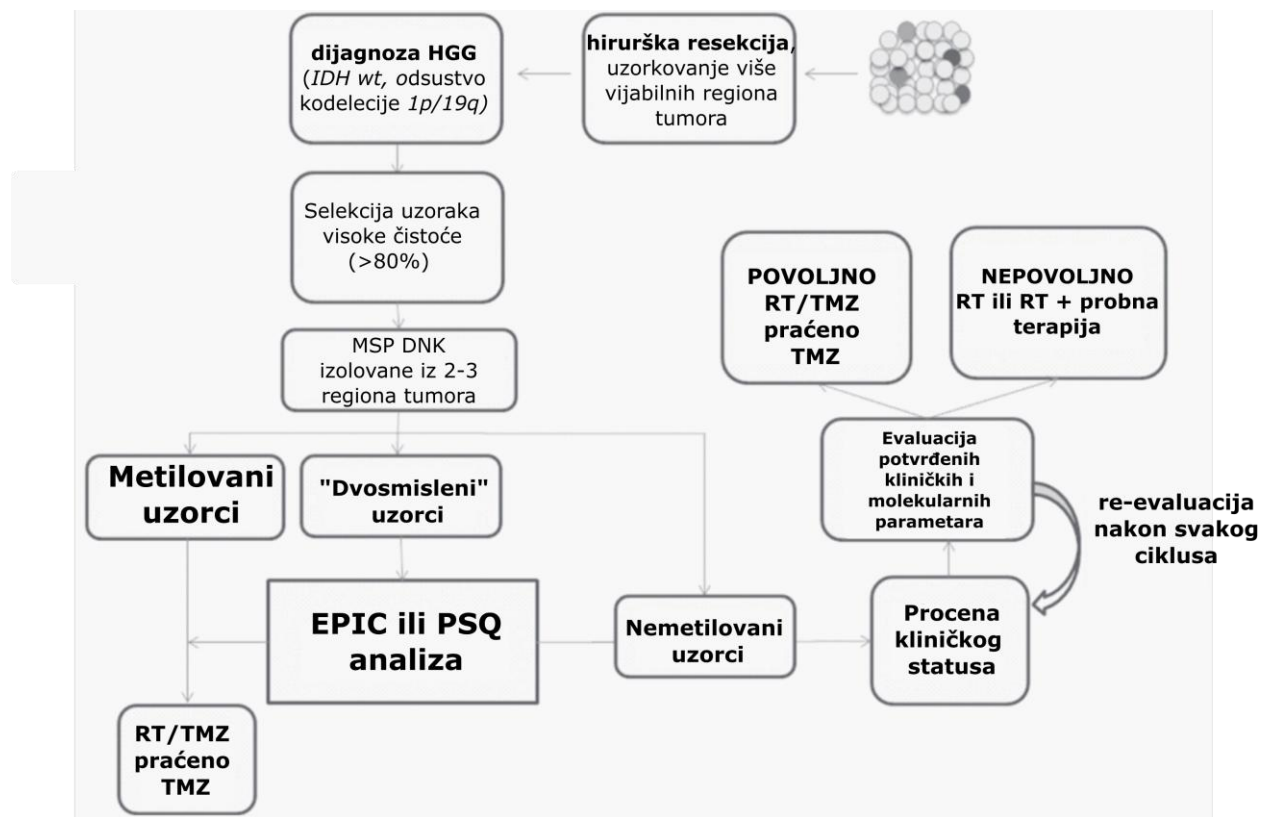 dijagnoza HGG
(IDH wt, odsustvo
kodelecije 1p/19q)
hirurška resekcija,
uzorkovanje više
vijabilnih regiona
tumora
Selekcija uzoraka
visoke čistoće
(>80%)
MSP DNK
izolovane iz 2-3
regiona tumora
Metilovani
uzorci
"Dvosmisleni"
uzorci
EPIC ili PSQ
analiza
Nemetilovani
uzorci
RT/TMZ
praćeno
TMZ
Procena
kliničkog
statusa
Evaluacija
potvrđenih
kliničkih i
molekularnih
parametara
re-evaluacija
nakon svakog
ciklusa
POVOLJNO
RT/TMZ
praćeno
TMZ
NEPOVOLJNO
RT ili RT + probna
terapija